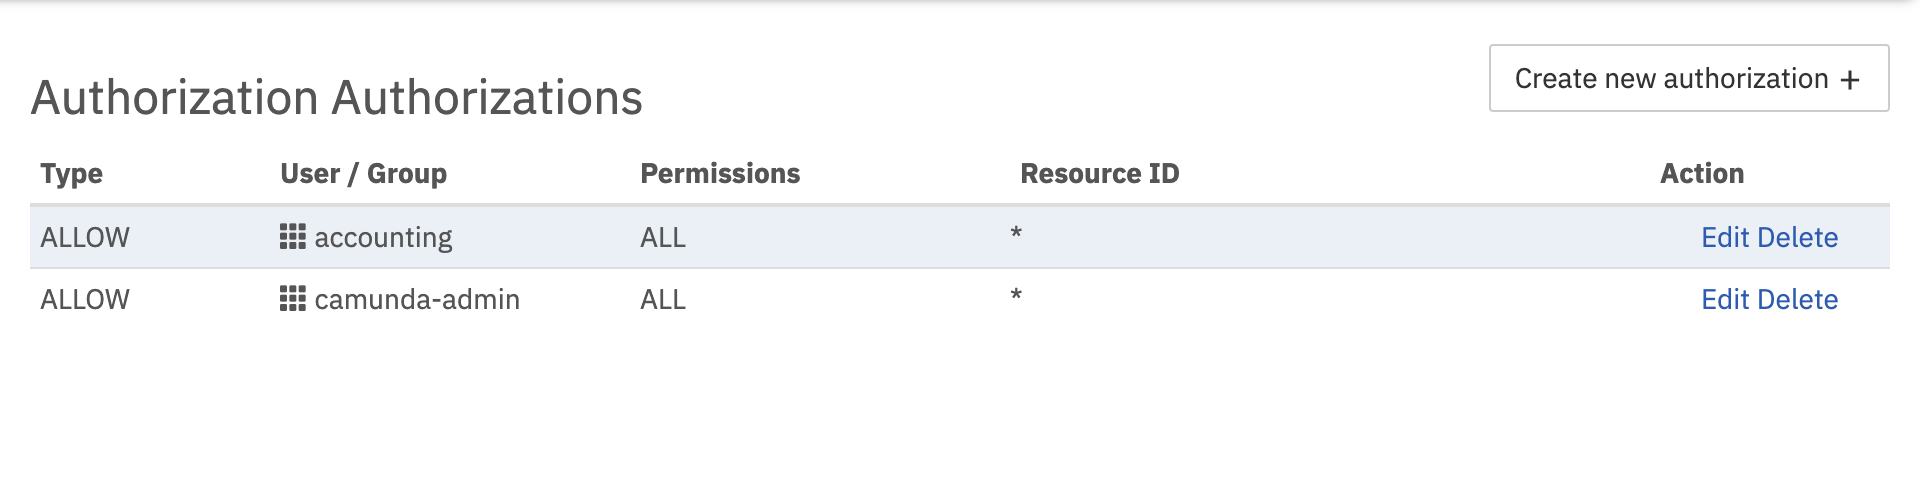 Create new authorization +
Authorization Authorizations
Type User / Group Permissions Resource ID Action
ALLOW accounting ALL * Edit Delete
ALLOW camunda-admin ALL * Edit Delete